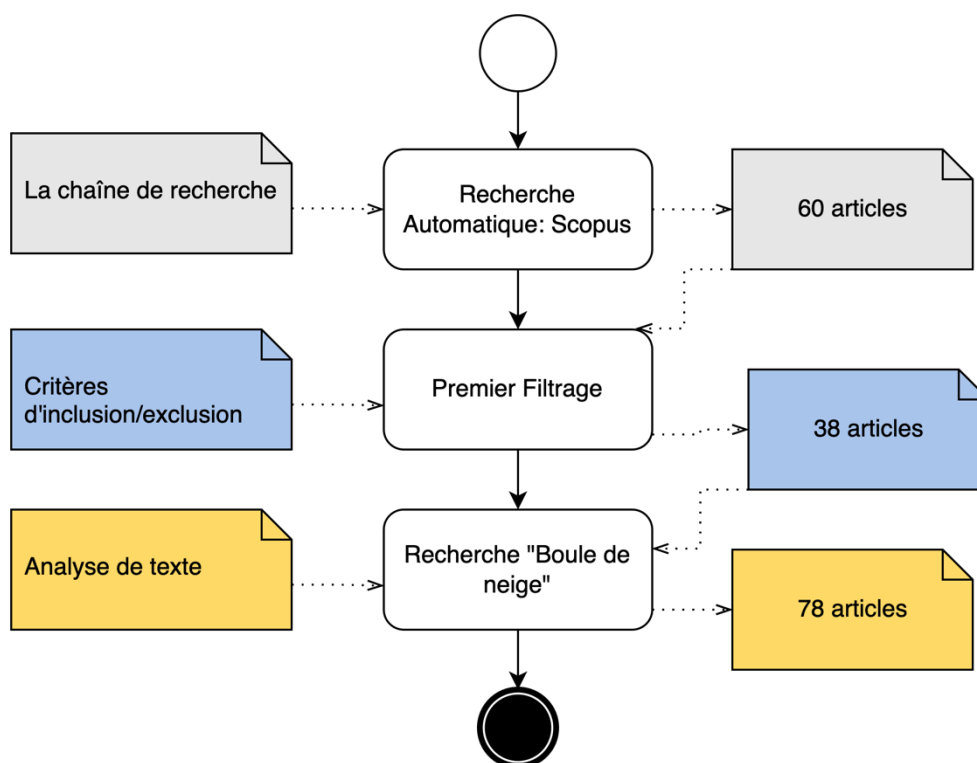 La chaîne de recherche
Recherche
Automatique: Scopus
60 articles
Critères
d'inclusion/exclusion
Premier Filtrage
38 articles
Analyse de texte
Recherche "Boule de
neige"
78 articles